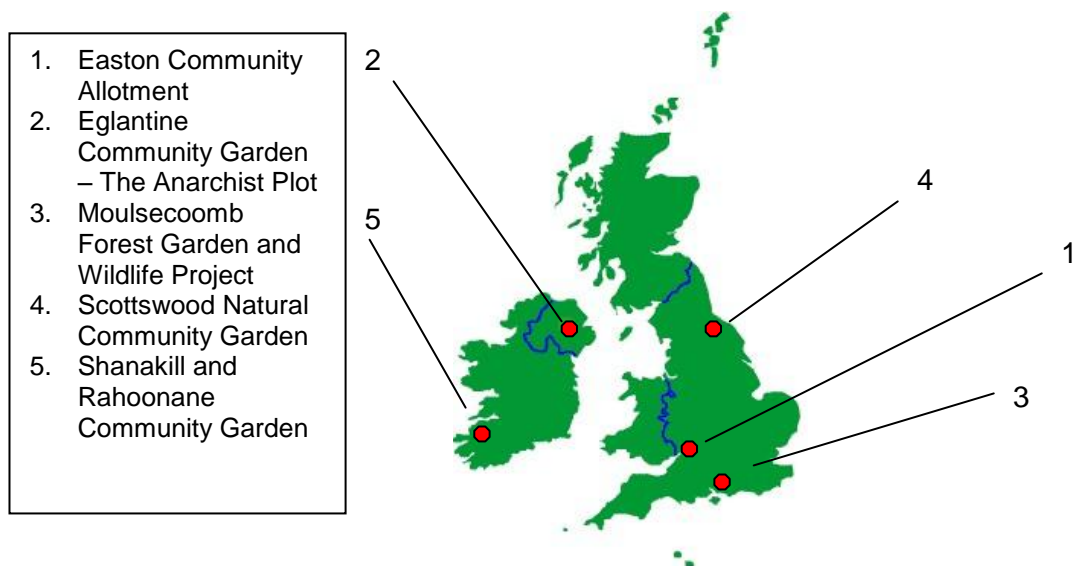 1. Easton Community
Allotment
2. Eglantine
Community Garden
– The Anarchist Plot
3. Moulsecoomb
Forest Garden and
Wildlife Project
4. Scottswood Natural
Community Garden
5. Shanakill and
Rahoonane
Community Garden
2
4
5
1
3